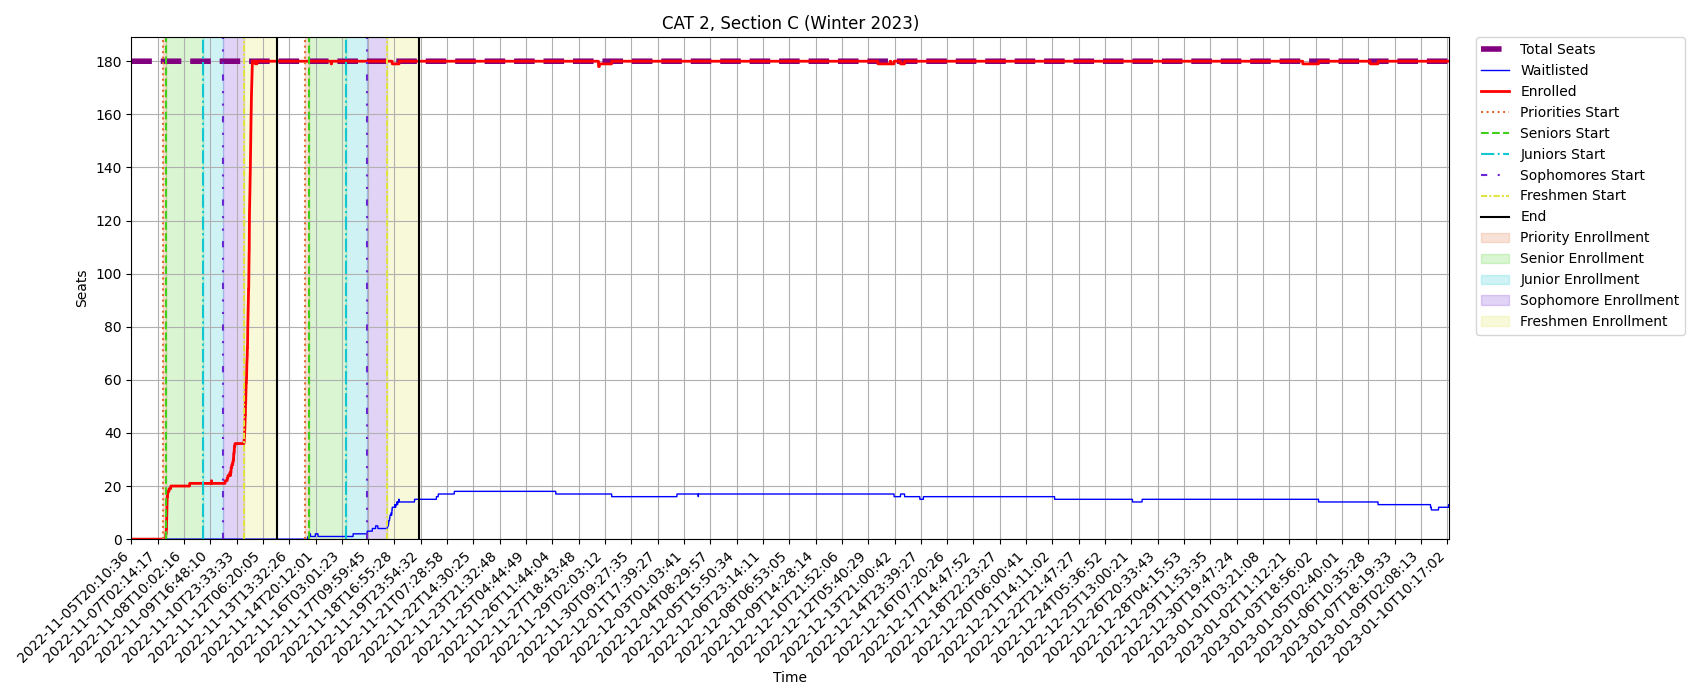 CAT 2, Section C (Winter 2023)
Total Seats
Waitlisted
Enrolled
Priorities Start
Seniors Start
Juniors Start
Sophomores Start
Freshmen Start
End
Priority Enrollment
Senior Enrollment
Junior Enrollment
Sophomore Enrollment
Freshmen Enrollment
Seats
180
160
140
120
100
80
60
40
20
0
2022-11-05T20:10:36
2022-11-07T02:14:17
2022-11-08T10:02:16
2022-11-09T16:48:10
2022-11-10T23:33:33
2022-11-12T06:20:05
2022-11-13T13:32:26
2022-11-14T20:12:01
2022-11-16T03:01:23
2022-11-17T09:59:45
2022-11-18T16:55:28
2022-11-19T23:54:32
2022-11-21T07:28:58
2022-11-22T14:30:25
2022-11-23T21:32:48
2022-11-25T04:44:49
2022-11-26T11:44:04
2022-11-27T18:43:48
2022-11-29T02:03:12
2022-11-30T09:27:35
2022-12-01T17:39:27
2022-12-03T01:03:41
2022-12-04T08:29:57
2022-12-05T15:50:34
2022-12-06T23:14:11
2022-12-08T06:53:05
2022-12-09T14:28:14
2022-12-10T21:52:06
2022-12-12T05:40:29
2022-12-13T21:00:42
2022-12-14T23:39:27
2022-12-16T07:20:26
2022-12-17T14:47:52
2022-12-18T22:23:27
2022-12-20T06:00:41
2022-12-21T14:11:02
2022-12-22T21:47:27
2022-12-24T05:36:52
2022-12-25T13:00:21
2022-12-26T20:33:43
2022-12-28T04:15:53
2022-12-29T11:53:35
2022-12-30T19:47:24
2023-01-01T03:21:08
2023-01-02T11:12:21
2023-01-03T18:56:02
2023-01-05T02:40:01
2023-01-06T10:35:28
2023-01-07T18:19:33
2023-01-09T02:08:13
2023-01-10T10:17:02
Time